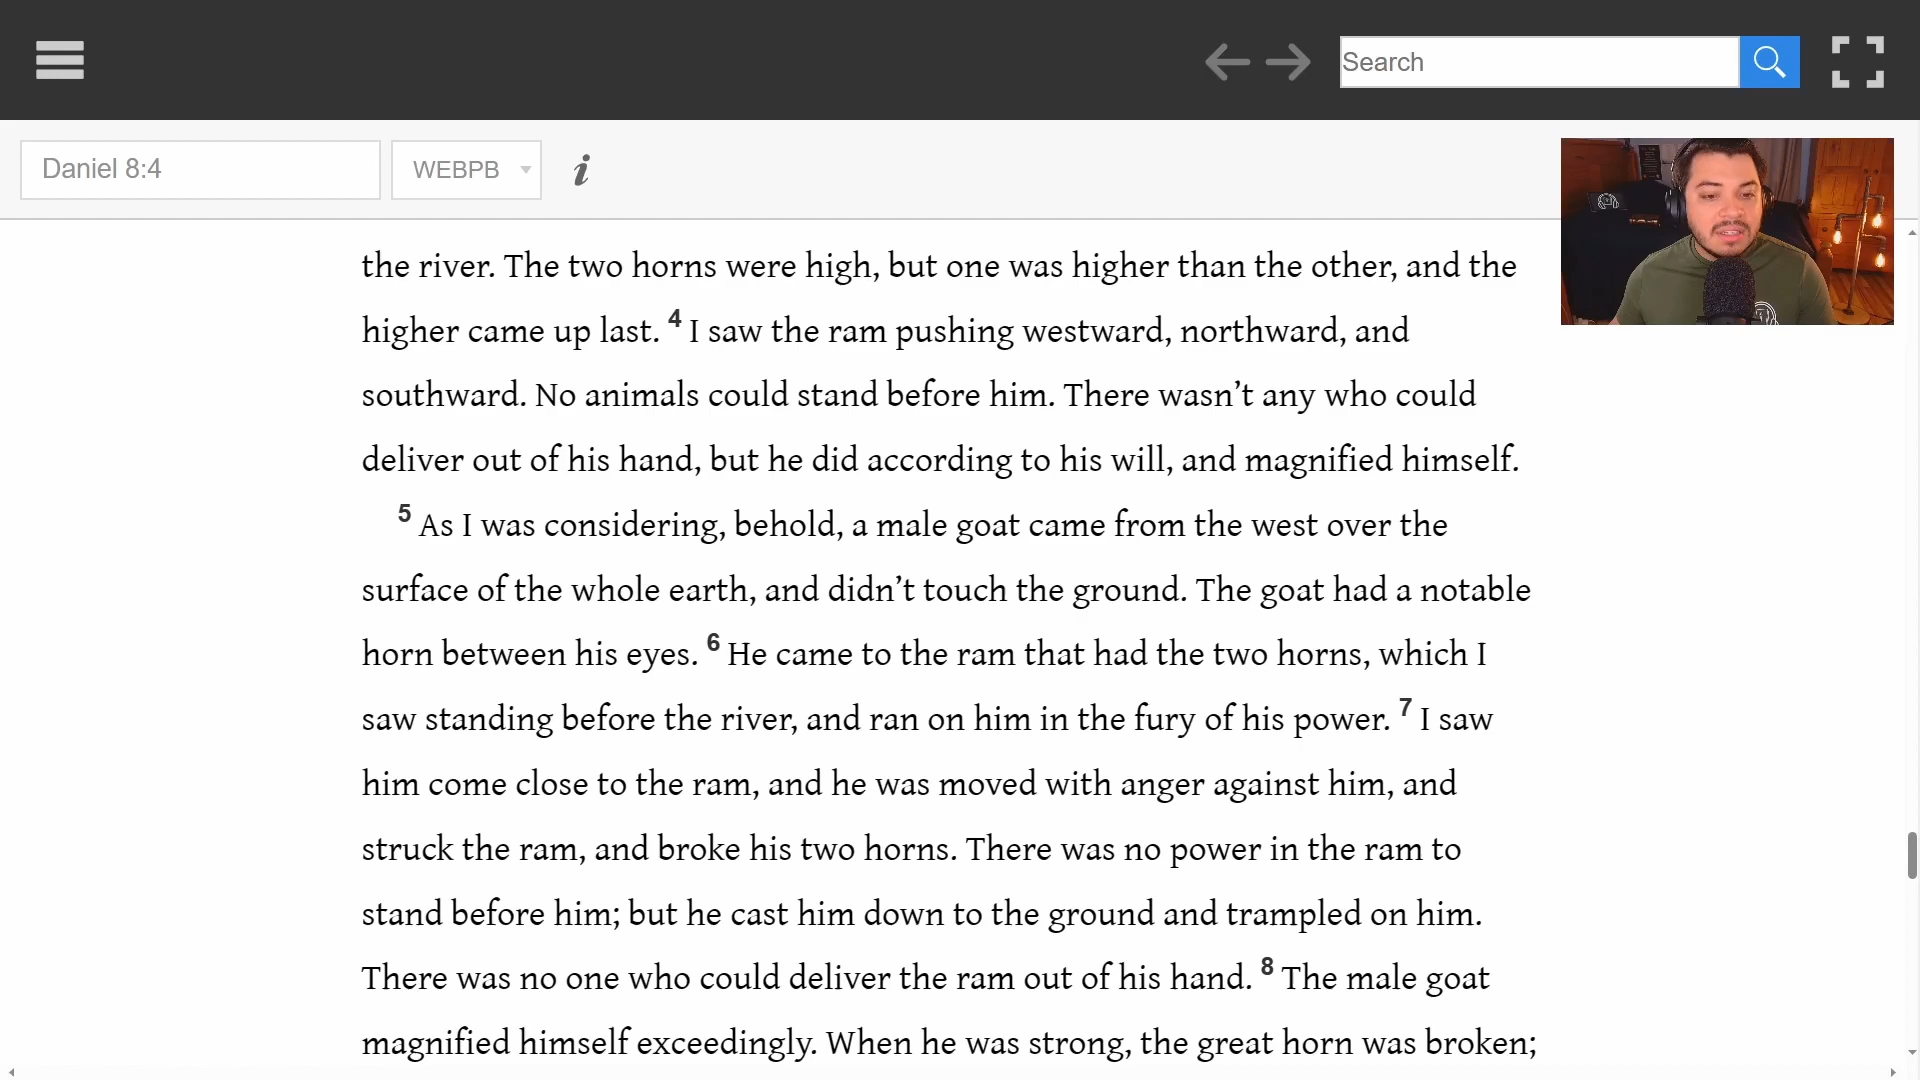 Search
Daniel 8:4
WEBPB
i
the river. The two horns were high, but one was higher than the other, and the
higher came up last. 4 I saw the ram pushing westward, northward, and
southward. No animals could stand before him. There wasn’t any who could
deliver out of his hand, but he did according to his will, and magnified himself.
5 As I was considering, behold, a male goat came from the west over the
surface of the whole earth, and didn’t touch the ground. The goat had a notable
horn between his eyes. 6 He came to the ram that had the two horns, which I
saw standing before the river, and ran on him in the fury of his power. 7 I saw
him come close to the ram, and he was moved with anger against him, and
struck the ram, and broke his two horns. There was no power in the ram to
stand before him; but he cast him down to the ground and trampled on him.
There was no one who could deliver the ram out of his hand. 8 The male goat
magnified himself exceedingly. When he was strong, the great horn was broken;